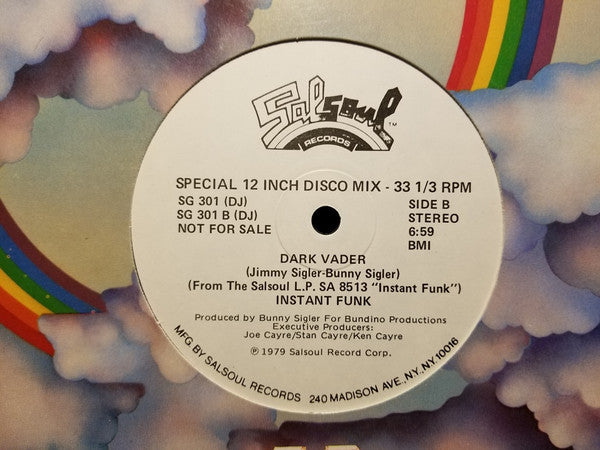 Salsoul
RECORDS
TM
SPECIAL 12 INCH DISCO MIX - 33 1/3 RPM
SG 301 (DJ)
SG 301 B (DJ)
NOT FOR SALE
SIDE B
STEREO
6:59
BMI
DARK VADER
(Jimmy Sigler-Bunny Sigler)
(From The Salsoul L.P. SA 8513 "Instant Funk")
INSTANT FUNK
Produced by Bunny Sigler For Bundino Productions
Executive Producers:
Joe Cayre/Stan Cayre/Ken Cayre
℗ 1979 Salsoul Record Corp.
MFG. BY SALSOUL RECORDS 240 MADISON AVE., NY., NY. 10016